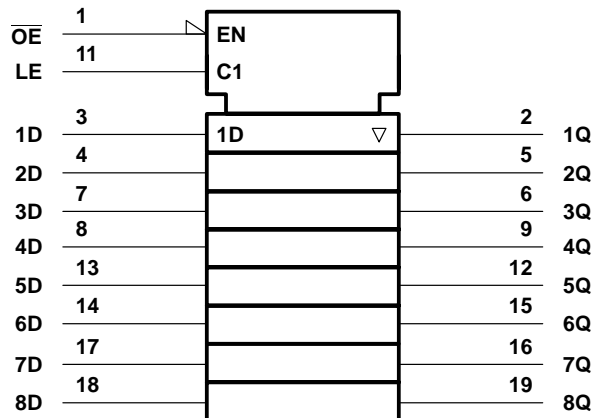 1
O̅E̅ EN
11
LE C1
3 2
1D 1D ▽ 1Q
4 5
2D 2Q
7 6
3D 3Q
8 9
4D 4Q
13 12
5D 5Q
14 15
6D 6Q
17 16
7D 7Q
18 19
8D 8Q